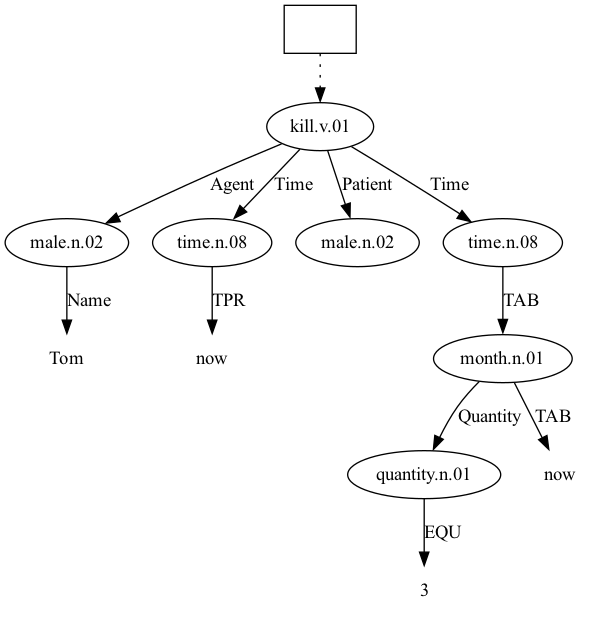 kill.v.01
Agent Time Patient Time
male.n.02 time.n.08 male.n.02 time.n.08
Name TPR TAB
Tom now month.n.01
Quantity TAB
quantity.n.01 now
EQU
3